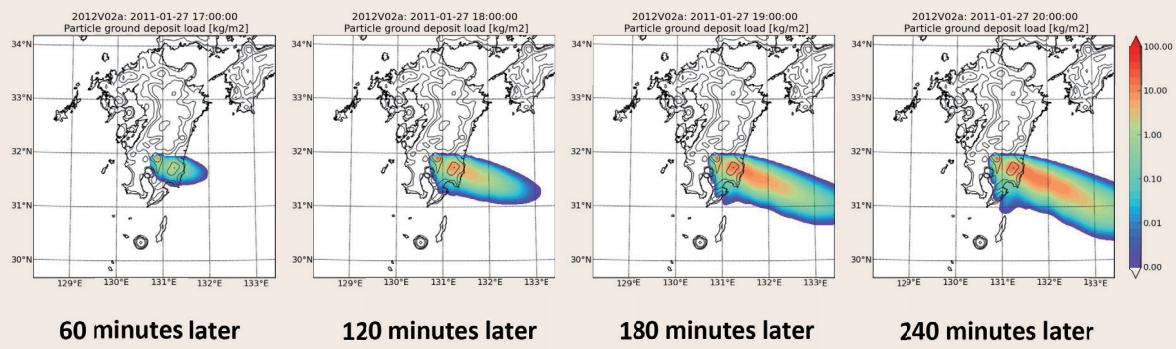 2012V02a: 2011-01-27 17:00:00
Particle ground deposit load [kg/m2]
34°N
33°N
32°N
31°N
30°N
129°E 130°E 131°E 132°E 133°E
60 minutes later
2012V02a: 2011-01-27 18:00:00
Particle ground deposit load [kg/m2]
34°N
33°N
32°N
31°N
30°N
129°E 130°E 131°E 132°E 133°E
120 minutes later
2012V02a: 2011-01-27 19:00:00
Particle ground deposit load [kg/m2]
34°N
33°N
32°N
31°N
30°N
129°E 130°E 131°E 132°E 133°E
180 minutes later
2012V02a: 2011-01-27 20:00:00
Particle ground deposit load [kg/m2]
34°N
33°N
32°N
31°N
30°N
129°E 130°E 131°E 132°E 133°E
240 minutes later
100.00
10.00
1.00
0.10
0.01
0.00